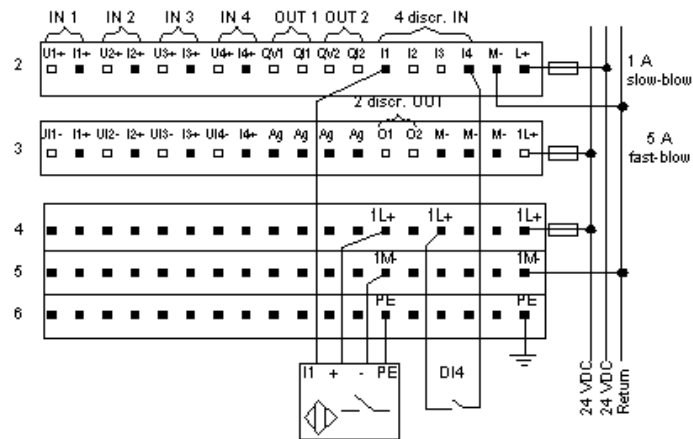 IN 1 IN 2 IN 3 IN 4 OUT 1 OUT 2 4 discr. IN
U1+ I1+ U2+ I2+ U3+ I3+ U4+ I4+ QV1 QI1 QV2 QI2 I1 I2 I3 I4 M- L+
2
1 A
slow-blow
2 discr. OUT
UI1- I1+ UI2- I2+ UI3- I3+ UI4- I4+ Ag Ag Ag Ag O1 O2 M- M- M- 1L+
3
5 A
fast-blow
1L+ 1L+ 1L+
4
1M- 1M-
5
PE PE
6
I1 + - PE
DI4
24 VDC
24 VDC
Return